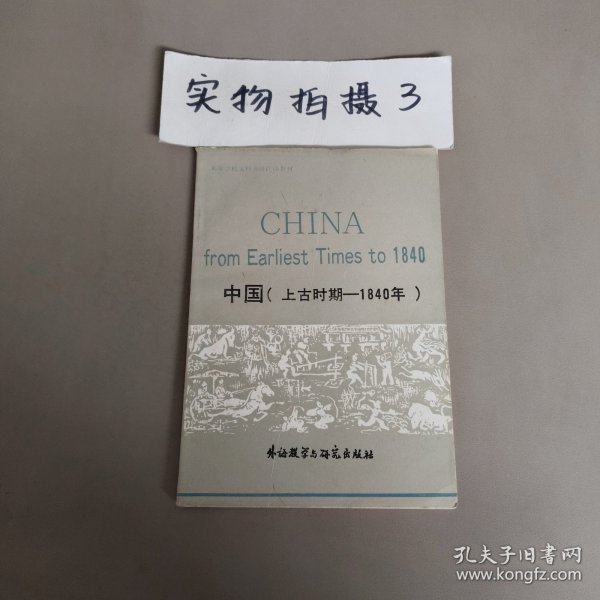 实物拍摄3
CHINA
from Earliest Times to 1840
中国(上古时期—1840年)
外语教学与研究出版社
孔夫子旧书网
www.kongfz.com